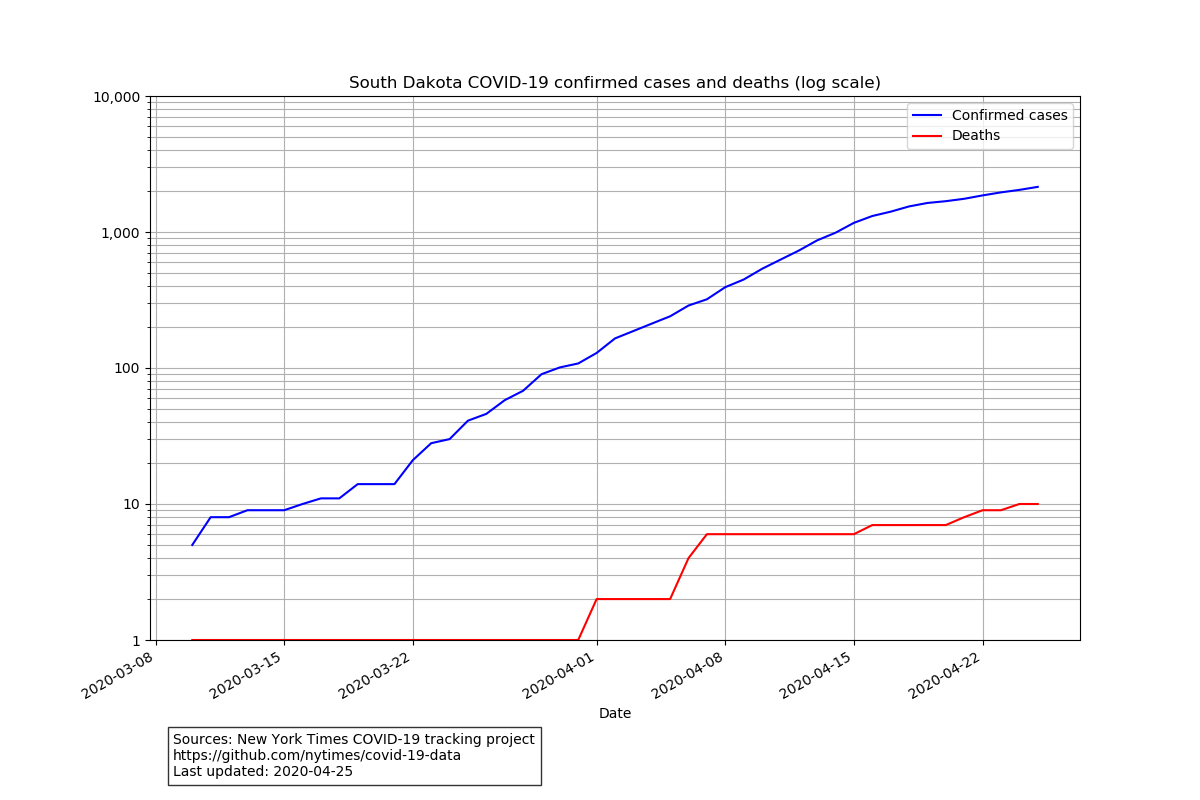 South Dakota COVID-19 confirmed cases and deaths (log scale)
10,000
1,000
100
10
1
Confirmed cases
Deaths
2020-03-08
2020-03-15
2020-03-22
2020-04-01
2020-04-08
2020-04-15
2020-04-22
Date
Sources: New York Times COVID-19 tracking project
https://github.com/nytimes/covid-19-data
Last updated: 2020-04-25